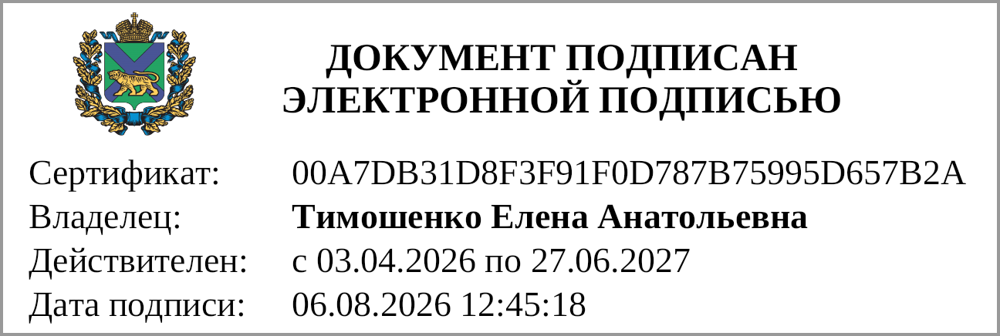 ДОКУМЕНТ ПОДПИСАН
ЭЛЕКТРОННОЙ ПОДПИСЬЮ
Сертификат: 00A7DB31D8F3F91F0D787B75995D657B2A
Владелец: Тимошенко Елена Анатольевна
Действителен: с 03.04.2026 по 27.06.2027
Дата подписи: 06.08.2026 12:45:18